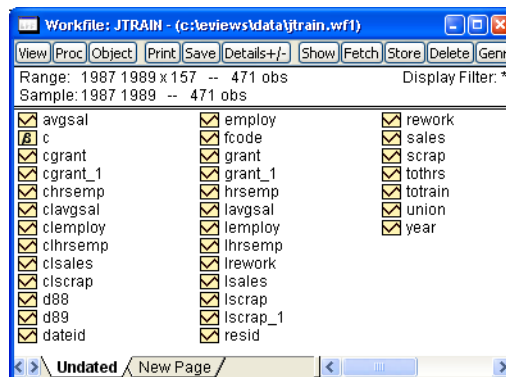 Workfile: JTRAIN - (c:\eviews\data\jtrain.wf1)
View Proc Object Print Save Details+/- Show Fetch Store Delete Genr
Range: 1987 1989 x 157 -- 471 obs Display Filter: *
Sample: 1987 1989 -- 471 obs
avgsal employ rework
β c fcode sales
cgrant grant scrap
cgrant_1 grant_1 tothrs
chrsemp hrsemp totrain
clavgsal lavgsal union
clemploy lemploy year
clhrsemp lhrsemp
clsales lrework
clscrap lsales
d88 lscrap
d89 lscrap_1
dateid resid
Undated New Page